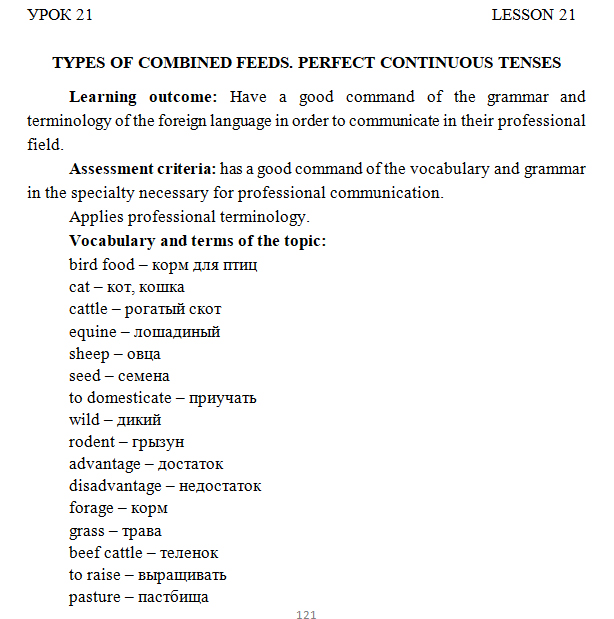 УРОК 21 LESSON 21
TYPES OF COMBINED FEEDS. PERFECT CONTINUOUS TENSES
Learning outcome: Have a good command of the grammar and
terminology of the foreign language in order to communicate in their professional
field.
Assessment criteria: has a good command of the vocabulary and grammar
in the specialty necessary for professional communication.
Applies professional terminology.
Vocabulary and terms of the topic:
bird food – корм для птиц
cat – кот, кошка
cattle – рогатый скот
equine – лошадиный
sheep – овца
seed – семена
to domesticate – приучать
wild – дикий
rodent – грызун
advantage – достаток
disadvantage – недостаток
forage – корм
grass – трава
beef cattle – теленок
to raise – выращивать
pasture – пастбища
121